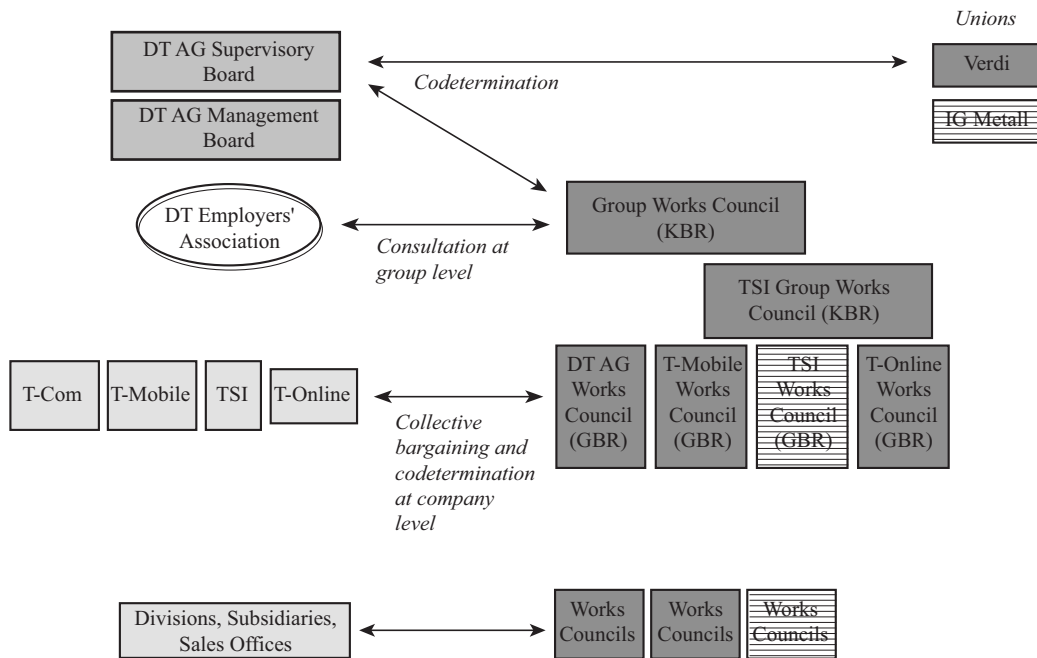 Unions
DT AG Supervisory
Board
Verdi
Codetermination
DT AG Management
Board
IG Metall
DT Employers'
Association
Group Works Council
(KBR)
Consultation at
group level
TSI Group Works
Council (KBR)
T-Com
T-Mobile
TSI
T-Online
DT AG
Works
Council
(GBR)
T-Mobile
Works
Council
(GBR)
TSI
Works
Council
(GBR)
T-Online
Works
Council
(GBR)
Collective
bargaining and
codetermination
at company
level
Divisions, Subsidiaries,
Sales Offices
Works
Councils
Works
Councils
Works
Councils